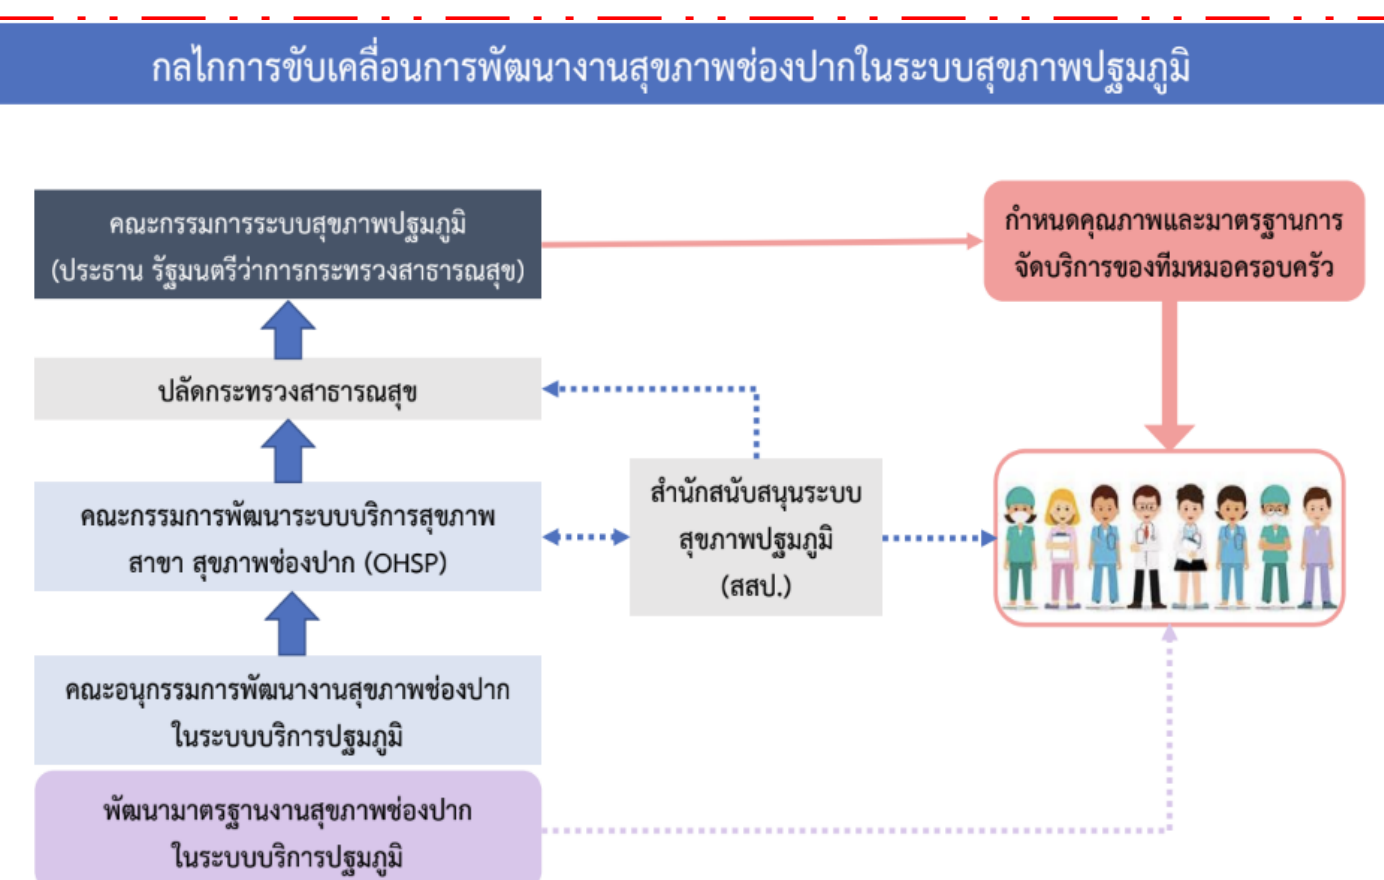 กลไกการขับเคลื่อนการพัฒนางานสุขภาพช่องปากในระบบสุขภาพปฐมภูมิ
คณะกรรมการระบบสุขภาพปฐมภูมิ
(ประธาน รัฐมนตรีว่าการกระทรวงสาธารณสุข)
กำหนดคุณภาพและมาตรฐานการ
จัดบริการของทีมหมอครอบครัว
ปลัดกระทรวงสาธารณสุข
คณะกรรมการพัฒนาระบบบริการสุขภาพ
สาขา สุขภาพช่องปาก (OHSP)
สำนักสนับสนุนระบบ
สุขภาพปฐมภูมิ
(สสป.)
คณะอนุกรรมการพัฒนางานสุขภาพช่องปาก
ในระบบบริการปฐมภูมิ
พัฒนามาตรฐานงานสุขภาพช่องปาก
ในระบบบริการปฐมภูมิ